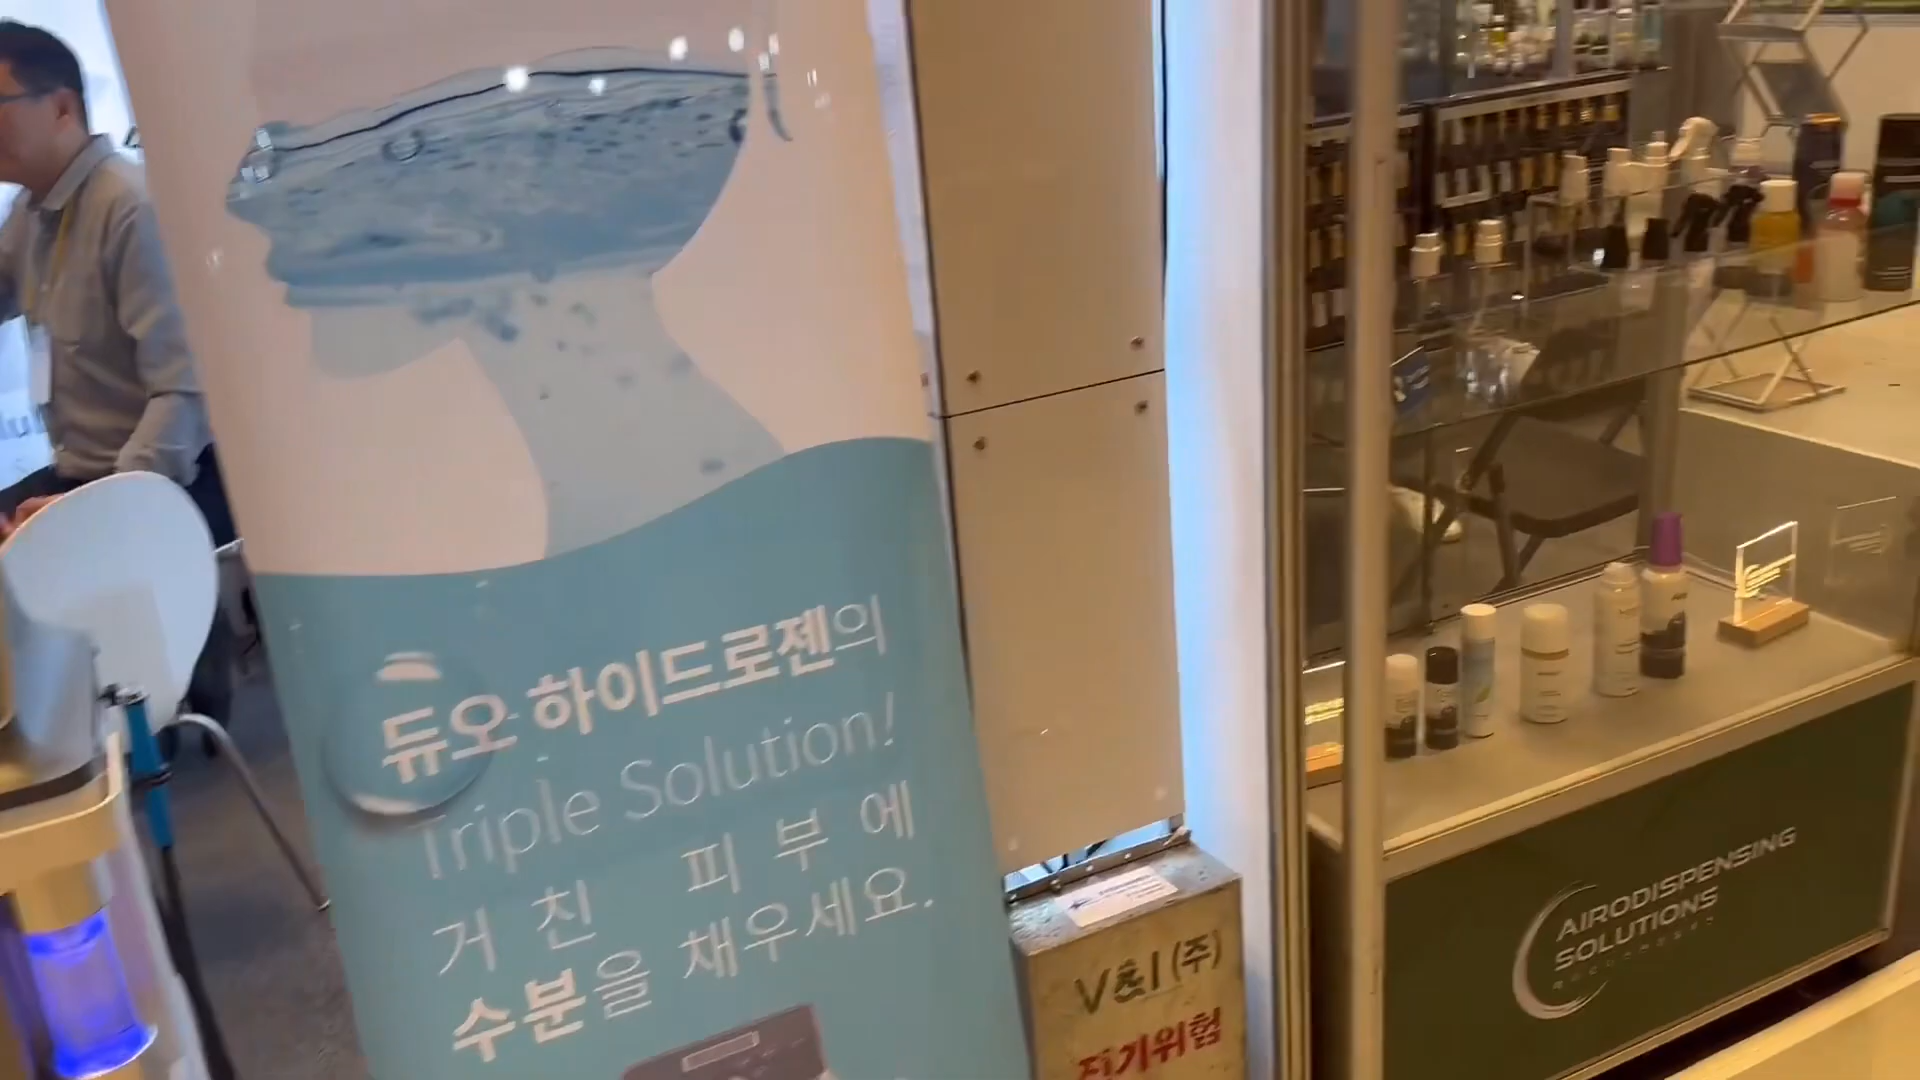 듀오 하이드로젠의
Triple Solution!
거친 피부에
수분을 채우세요.
V&I (주)
전기위험
AIRODISPENSING
SOLUTIONS